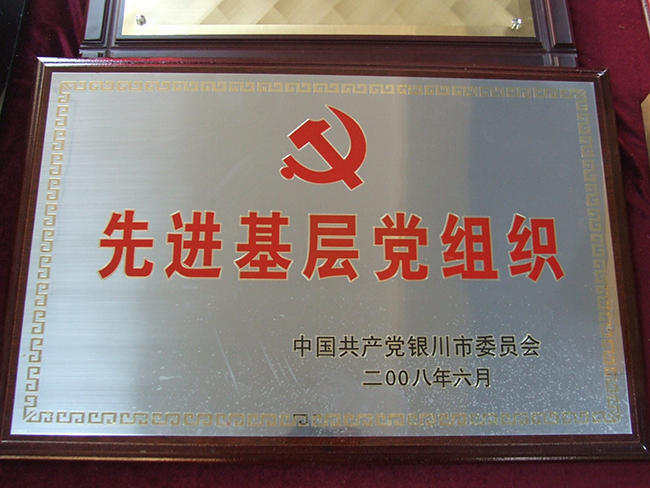 先进基层党组织
中国共产党银川市委员会
二00八年六月